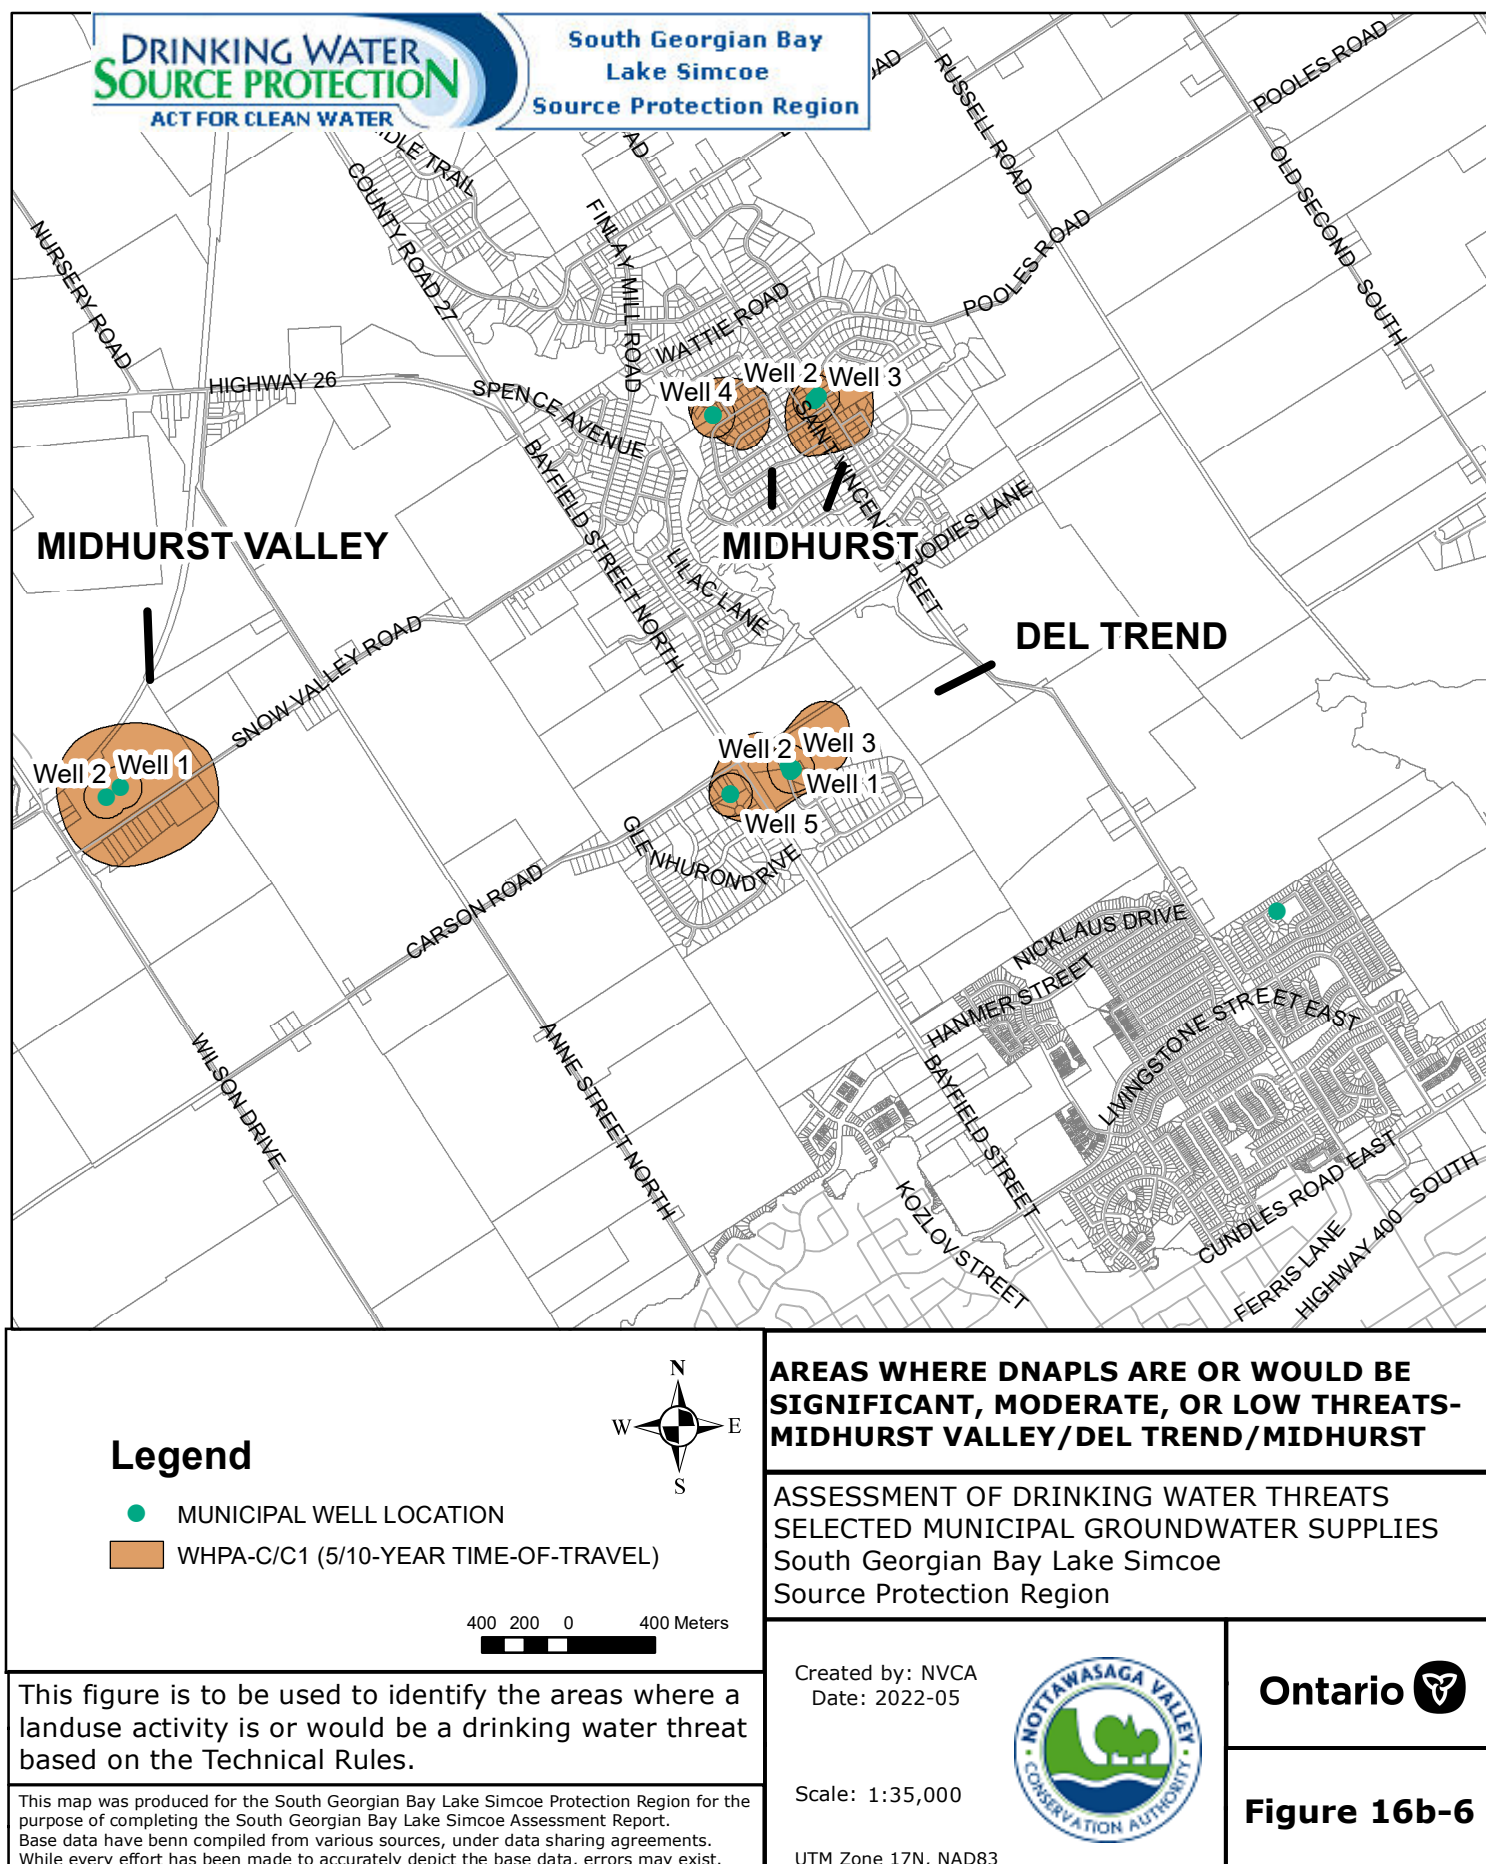 DRINKING WATER
SOURCE PROTECTION
ACT FOR CLEAN WATER
South Georgian Bay
Lake Simcoe
Source Protection Region
POOLES ROAD
RUSSELL ROAD
OLD SECOND SOUTH
TRAIL
COUNTY ROAD 27
FINLAY MILL ROAD
NURSERY ROAD
POOLES ROAD
WATTIE ROAD
HIGHWAY 26
SPENCE AVENUE
Well 4
Well 2
Well 3
SAINT VINCENT STREET
BAYFIELD STREET NORTH
MIDHURST VALLEY
MIDHURST
LILAC LANE
DEL TREND
SNOW VALLEY ROAD
Well 2
Well 1
Well 2
Well 3
Well 1
Well 5
GLENHURON DRIVE
CARSON ROAD
NICKLAUS DRIVE
HANMER STREET
LIVINGSTONE STREET EAST
WILSON DRIVE
ANNE STREET NORTH
BAYFIELD STREET
KOZLOV STREET
CUNDLES ROAD EAST
FERRIS LANE
HIGHWAY 400 SOUTH
Legend
MUNICIPAL WELL LOCATION
WHPA-C/C1 (5/10-YEAR TIME-OF-TRAVEL)
N
W
E
S
400 200 0 400 Meters
AREAS WHERE DNAPLS ARE OR WOULD BE
SIGNIFICANT, MODERATE, OR LOW THREATS-
MIDHURST VALLEY/DEL TREND/MIDHURST
ASSESSMENT OF DRINKING WATER THREATS
SELECTED MUNICIPAL GROUNDWATER SUPPLIES
South Georgian Bay Lake Simcoe
Source Protection Region
This figure is to be used to identify the areas where a
landuse activity is or would be a drinking water threat
based on the Technical Rules.
This map was produced for the South Georgian Bay Lake Simcoe Protection Region for the
purpose of completing the South Georgian Bay Lake Simcoe Assessment Report.
Base data have benn compiled from various sources, under data sharing agreements.
While every effort has been made to accurately depict the base data, errors may exist.
Created by: NVCA
Date: 2022-05
Scale: 1:35,000
UTM Zone 17N, NAD83
NOTTAWASAGA VALLEY
CONSERVATION AUTHORITY
Ontario
Figure 16b-6